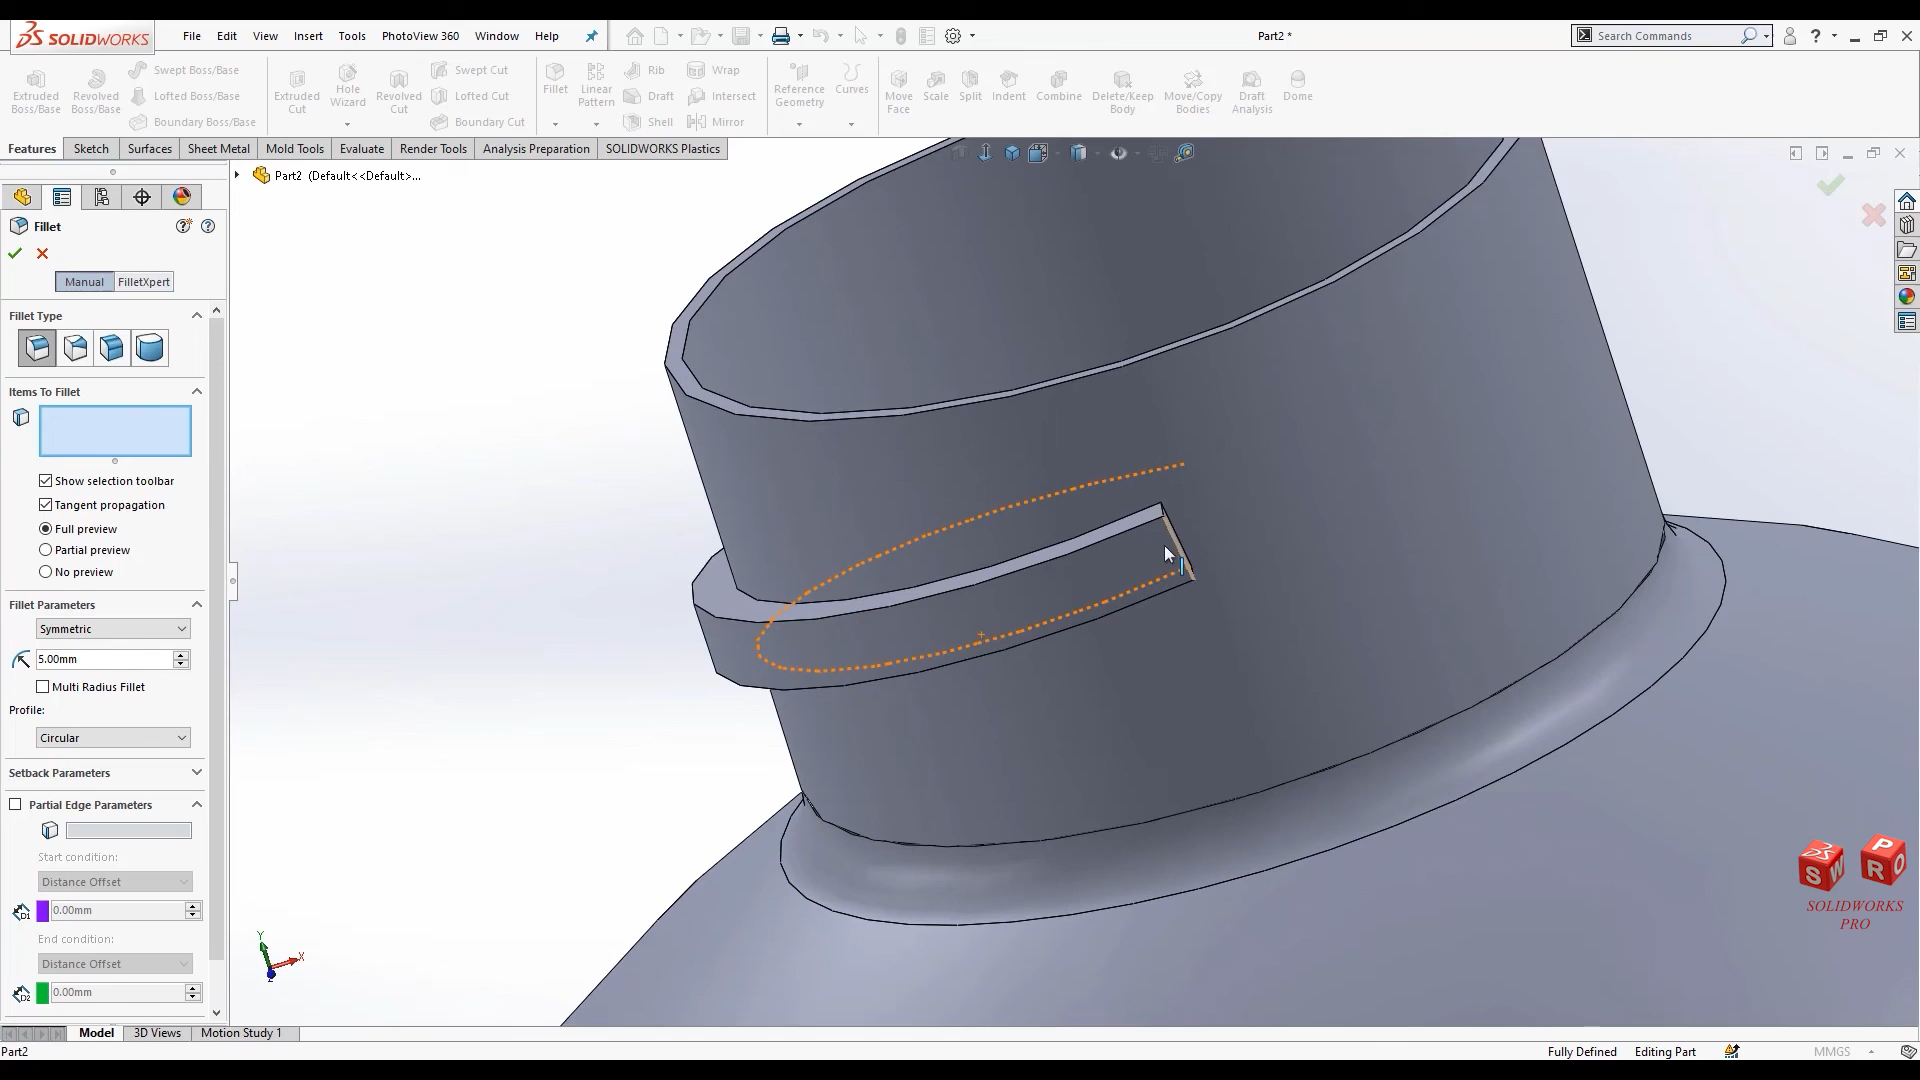 SOLIDWORKS File Edit View Insert Tools PhotoView 360 Window Help Part2 * Search Commands
Extruded Boss/Base
Revolved Boss/Base
Swept Boss/Base
Lofted Boss/Base
Boundary Boss/Base
Extruded Cut
Hole Wizard
Revolved Cut
Swept Cut
Lofted Cut
Boundary Cut
Fillet
Linear Pattern
Rib
Draft
Shell
Wrap
Intersect
Mirror
Reference Geometry
Curves
Move Face
Scale
Split
Indent
Combine
Delete/Keep Body
Move/Copy Bodies
Draft Analysis
Dome
Features Sketch Surfaces Sheet Metal Mold Tools Evaluate Render Tools Analysis Preparation SOLIDWORKS Plastics
Part2 (Default<<Default>...
Fillet
Manual FilletXpert
Fillet Type
Items To Fillet
Show selection toolbar
Tangent propagation
Full preview
Partial preview
No preview
Fillet Parameters
Symmetric
5.00mm
Multi Radius Fillet
Profile:
Circular
Setback Parameters
Partial Edge Parameters
Start condition:
Distance Offset
D1 0.00mm
End condition:
Distance Offset
D2 0.00mm
Y
X
Z
S W P R O
SOLIDWORKS
PRO
Model 3D Views Motion Study 1
Part2 Fully Defined Editing Part MMGS